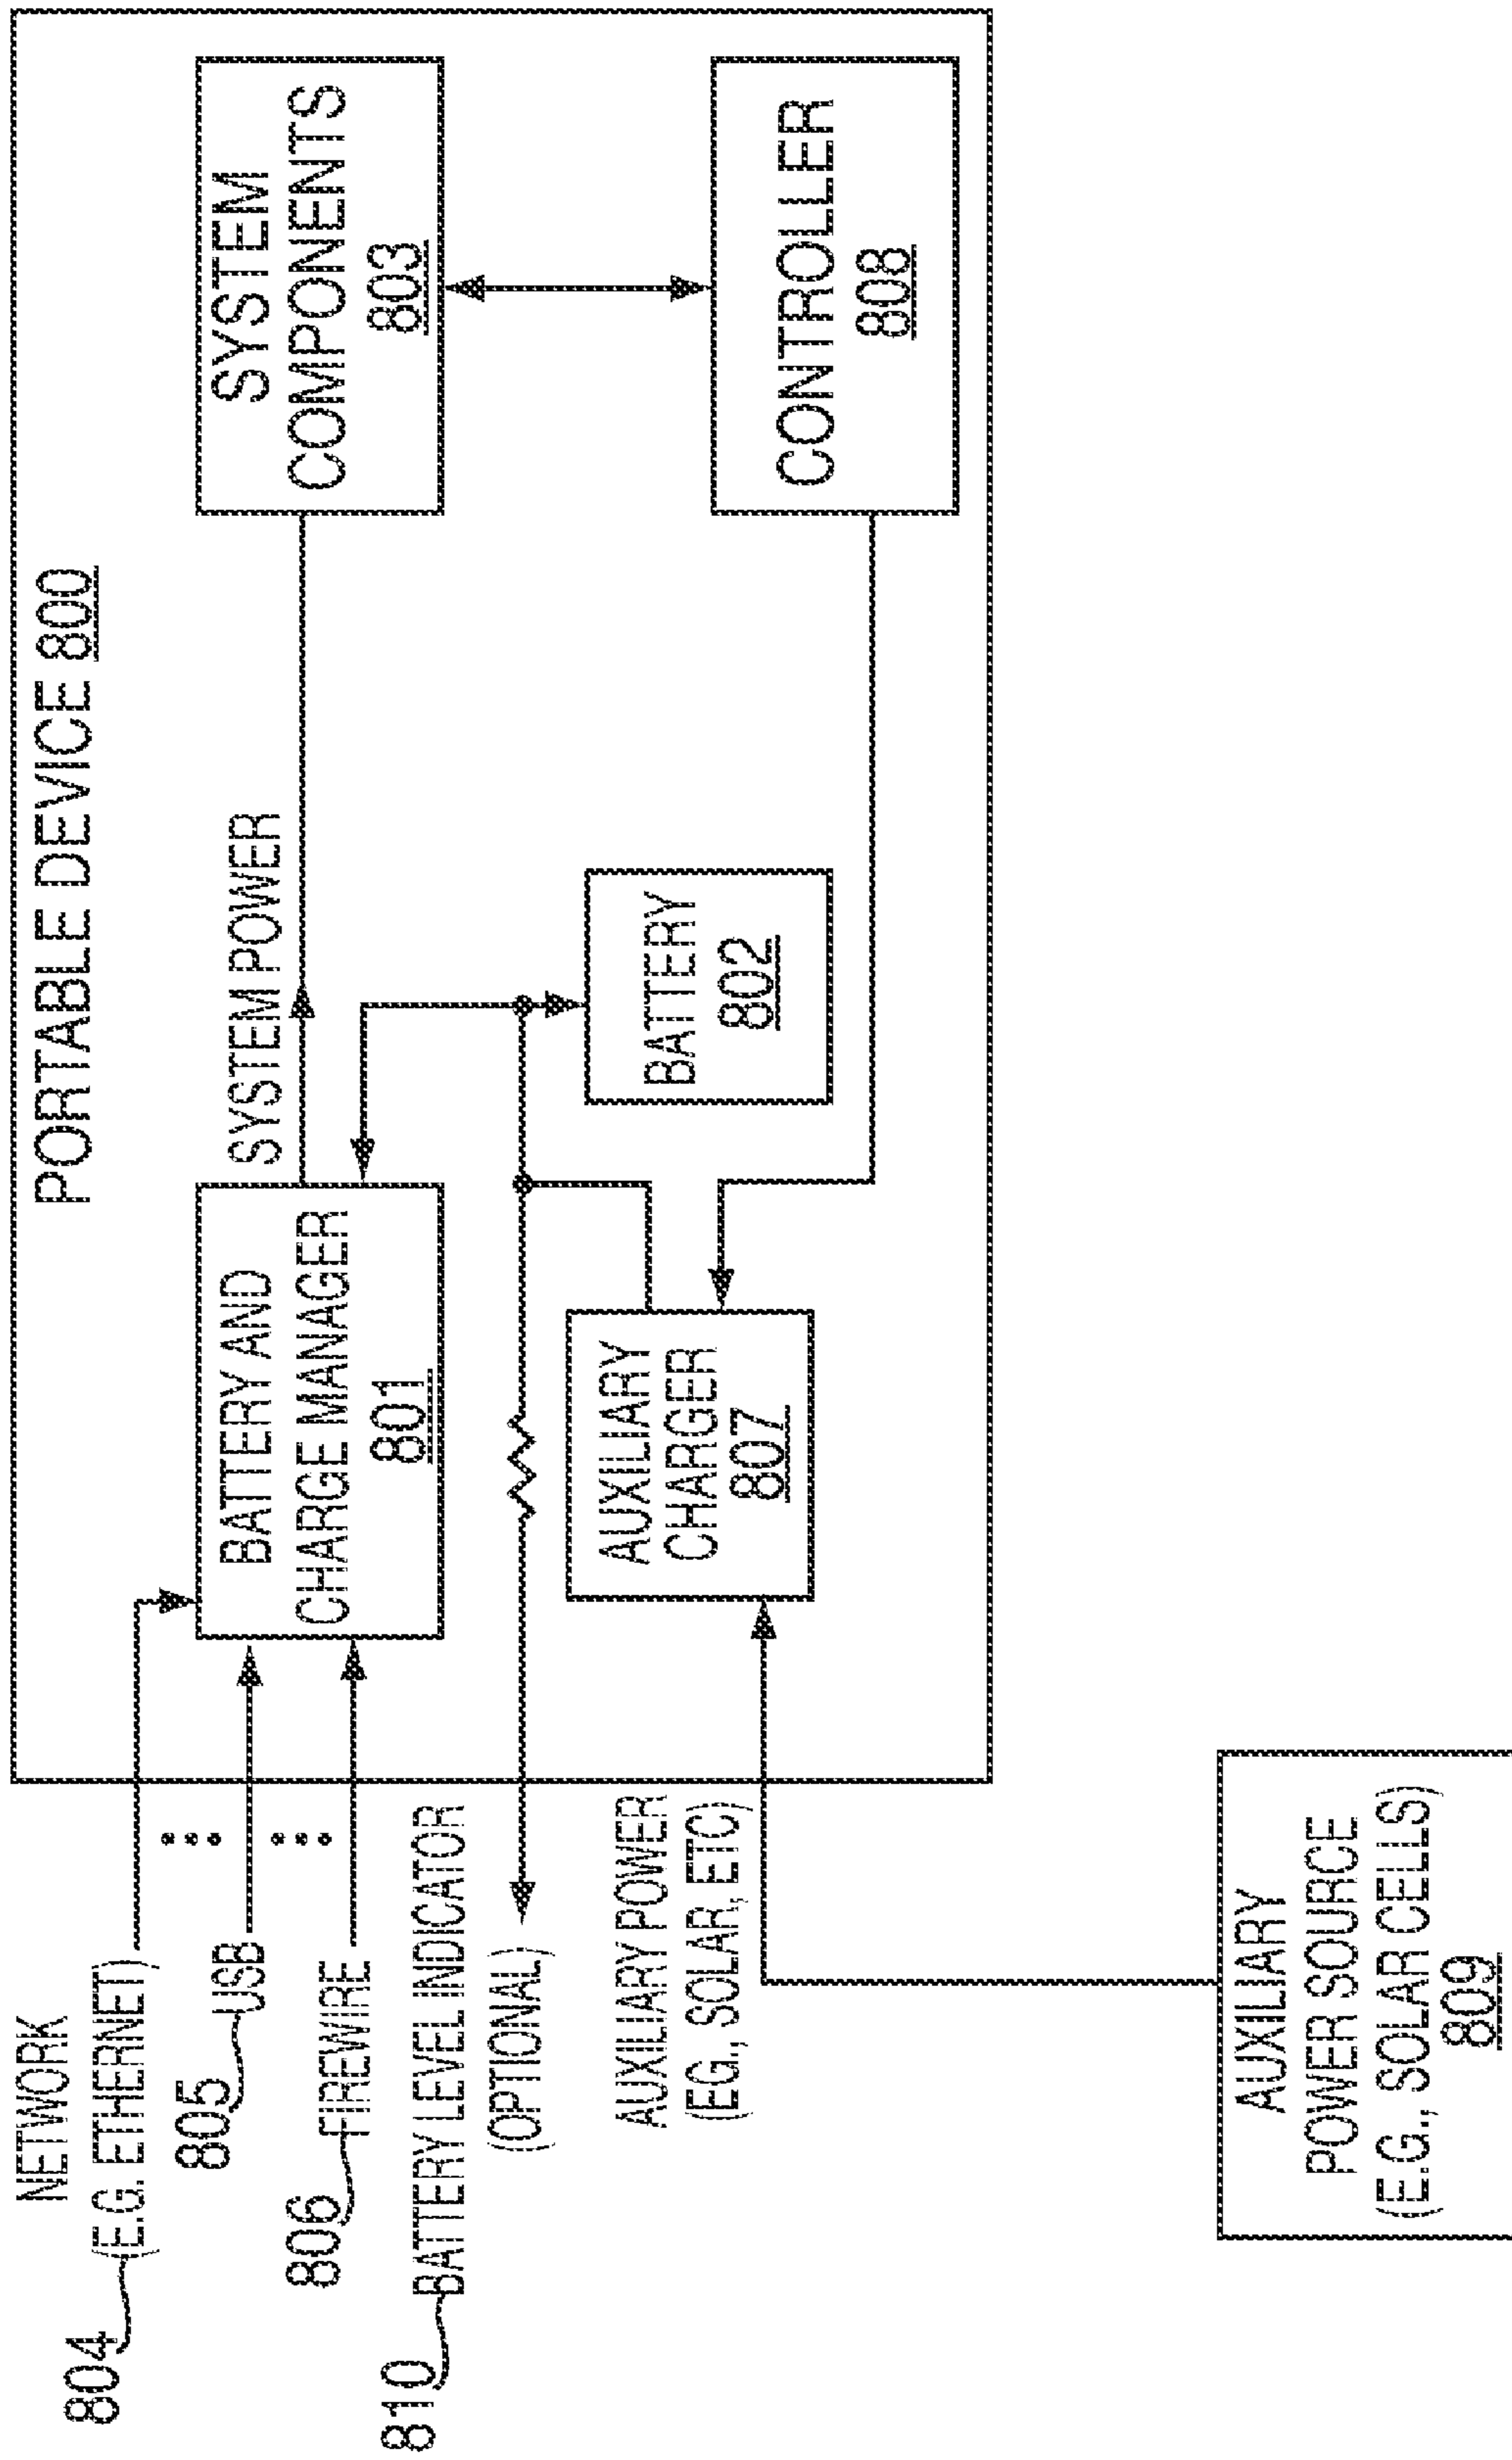 PORTABLE DEVICE 800
NETWORK
(E.G. ETHERNET)
804
805
USB
806
FIREWIRE
810
BATTERY LEVEL INDICATOR
(OPTIONAL)
AUXILIARY POWER
(EG., SOLAR, ETC)
BATTERY AND
CHARGE MANAGER
801
SYSTEM POWER
SYSTEM
COMPONENTS
803
BATTERY
802
AUXILIARY
CHARGER
807
CONTROLLER
808
AUXILIARY
POWER SOURCE
(E.G., SOLAR CELLS)
809